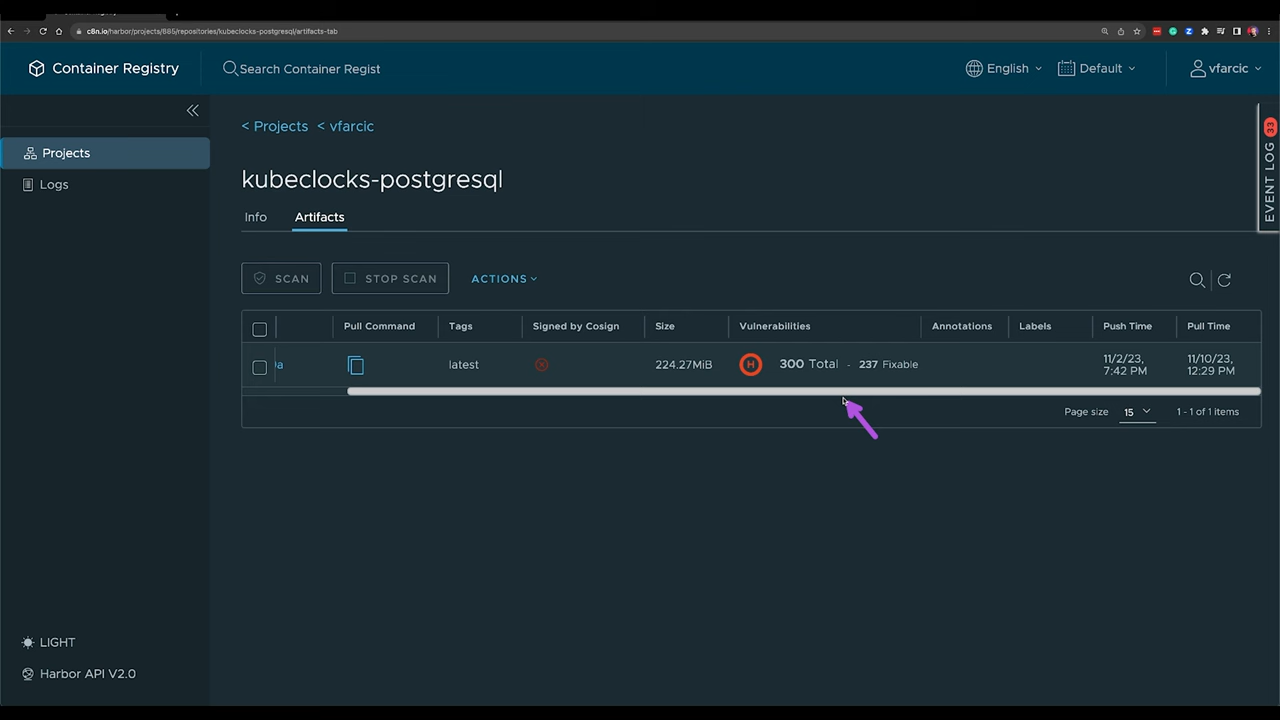 c8n.io/harbor/projects/885/repositories/kubeclocks-postgresql/artifacts-tab
Container Registry
Search Container Regist
English
Default
vfarcic
Projects
Logs
< Projects < vfarcic
kubeclocks-postgresql
Info Artifacts
SCAN STOP SCAN ACTIONS
Pull Command Tags Signed by Cosign Size Vulnerabilities Annotations Labels Push Time Pull Time
a latest 224.27MiB H 300 Total - 237 Fixable 11/2/23, 11/10/23,
7:42 PM 12:29 PM
Page size 15 1 - 1 of 1 items
EVENT LOG 33
LIGHT
Harbor API V2.0